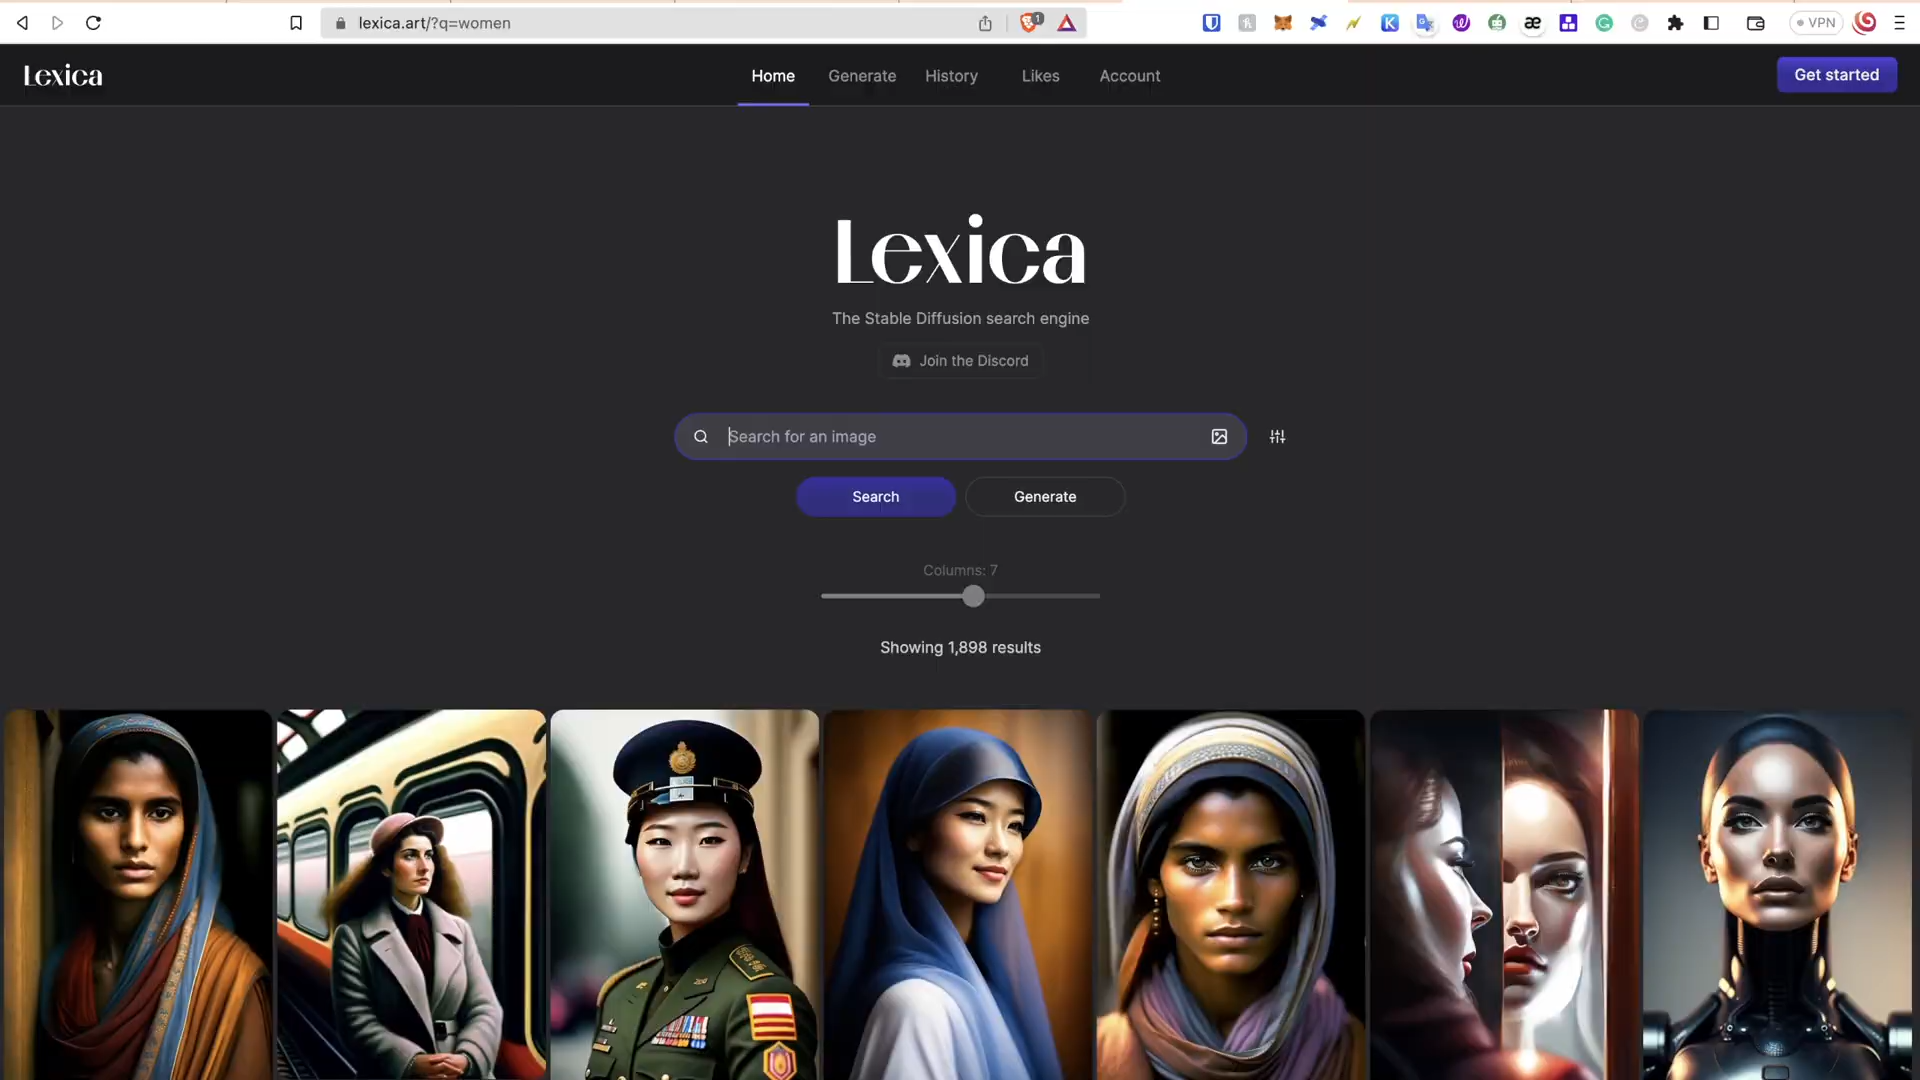 lexica.art/?q=women
1
VPN
Lexica
Home
Generate
History
Likes
Account
Get started
Lexica
The Stable Diffusion search engine
Join the Discord
Search for an image
Search
Generate
Columns: 7
Showing 1,898 results